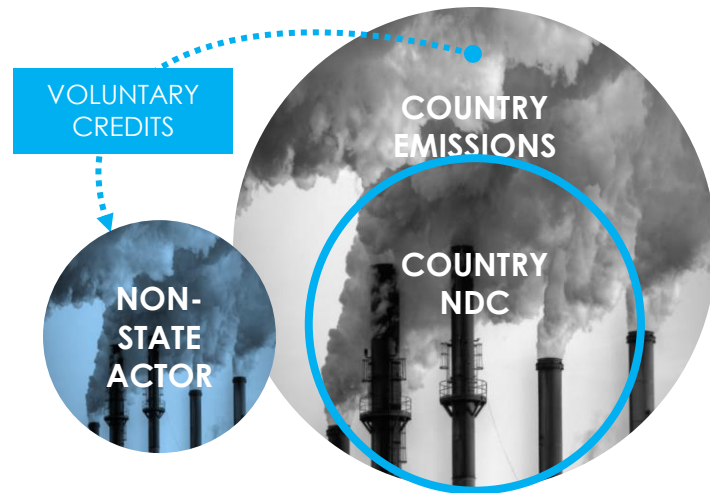 VOLUNTARY
CREDITS
COUNTRY
EMISSIONS
COUNTRY
NDC
NON-
STATE
ACTOR